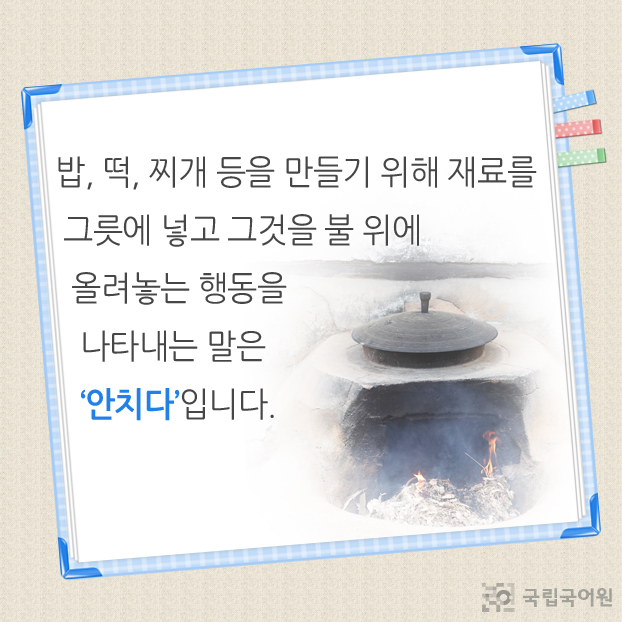 밥, 떡, 찌개 등을 만들기 위해 재료를
그릇에 넣고 그것을 불 위에
올려놓는 행동을
나타내는 말은
‘안치다’입니다.
국립국어원